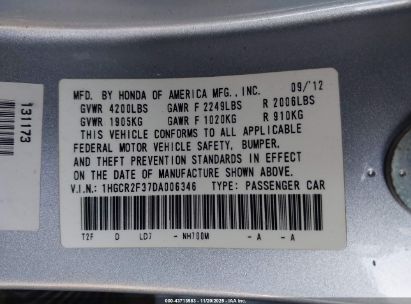 MFD. BY HONDA OF AMERICA MFG., INC. 09/'12
GVWR 4200LBS GAWR F 2249LBS R 2006LBS
GVWR 1905KG GAWR F 1020KG R 910KG
THIS VEHICLE CONFORMS TO ALL APPLICABLE
FEDERAL MOTOR VEHICLE SAFETY, BUMPER,
AND THEFT PREVENTION STANDARDS IN EFFECT
ON THE DATE OF MANUFACTURE SHOWN ABOVE.
V.I.N.: 1HGCR2F37DA006346 TYPE: PASSENGER CAR
T2F D LD7 - NH700M - A - A
131173